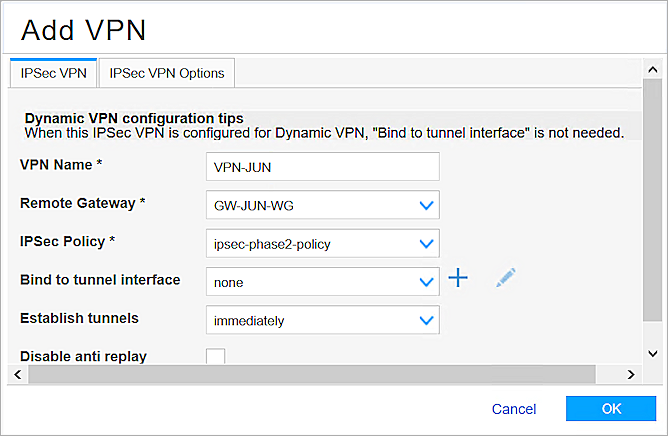 Add VPN
IPSec VPN
IPSec VPN Options
Dynamic VPN configuration tips
When this IPSec VPN is configured for Dynamic VPN, "Bind to tunnel interface" is not needed.
VPN Name *
VPN-JUN
Remote Gateway *
GW-JUN-WG
IPSec Policy *
ipsec-phase2-policy
Bind to tunnel interface
none
Establish tunnels
immediately
Disable anti replay
Cancel
OK